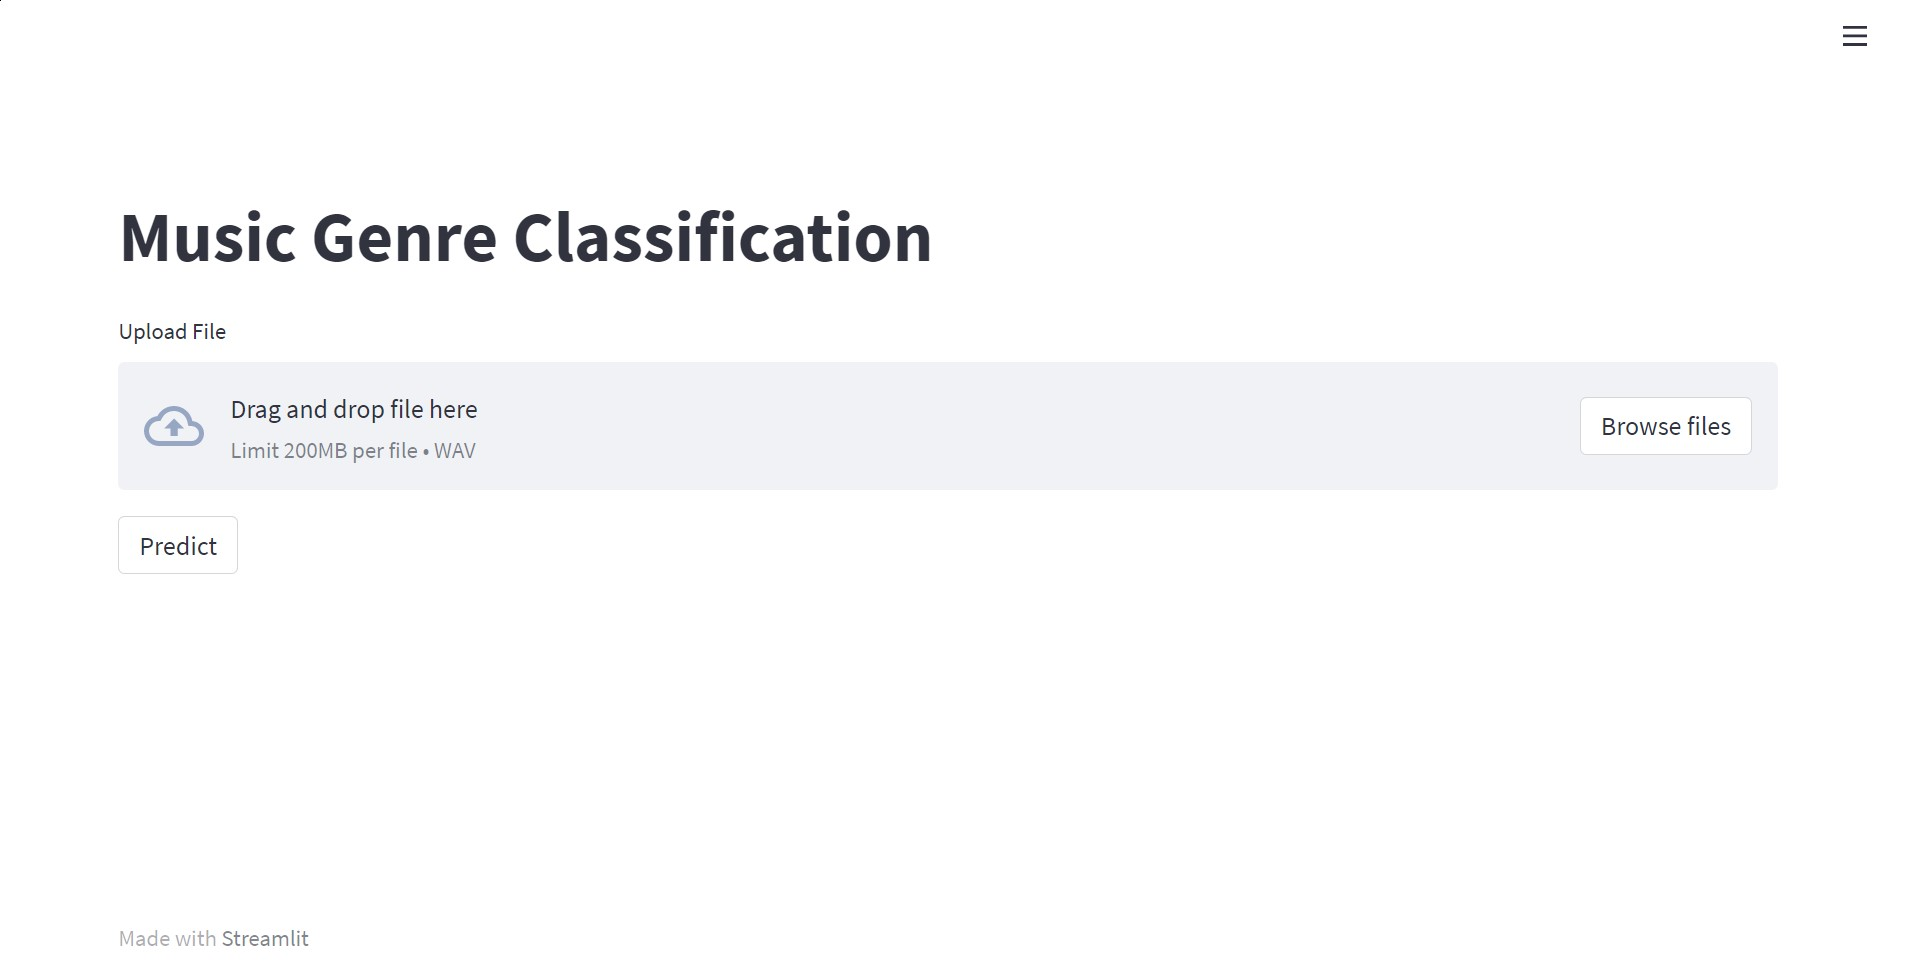 Music Genre Classification
Upload File
Drag and drop file here
Limit 200MB per file • WAV
Browse files
Predict
Made with Streamlit